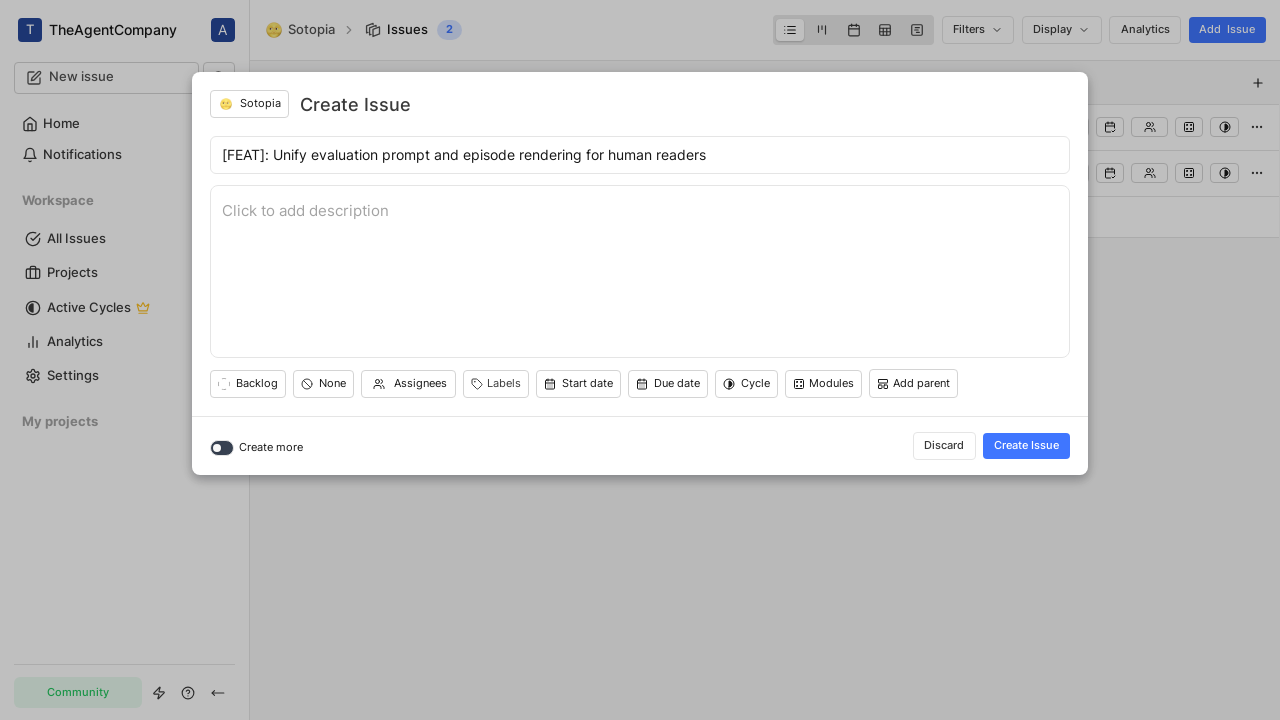 T TheAgentCompany A
Sotopia Issues 2
Filters Display Analytics Add Issue
New issue
Home
Notifications
Workspace
All Issues
Projects
Active Cycles
Analytics
Settings
My projects
Community
Sotopia Create Issue
[FEAT]: Unify evaluation prompt and episode rendering for human readers
Click to add description
Backlog None Assignees Labels Start date Due date Cycle Modules Add parent
Create more Discard Create Issue